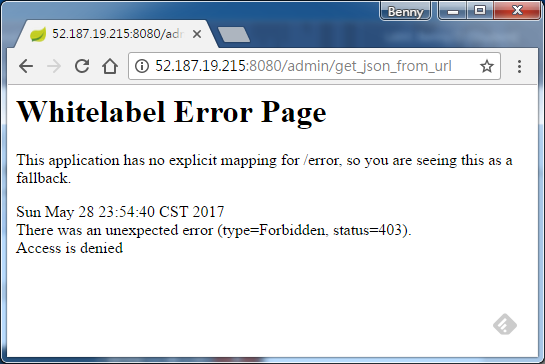 Benny
52.187.19.215:8080/adm
52.187.19.215:8080/admin/get_json_from_url
Whitelabel Error Page
This application has no explicit mapping for /error, so you are seeing this as a
fallback.
Sun May 28 23:54:40 CST 2017
There was an unexpected error (type=Forbidden, status=403).
Access is denied